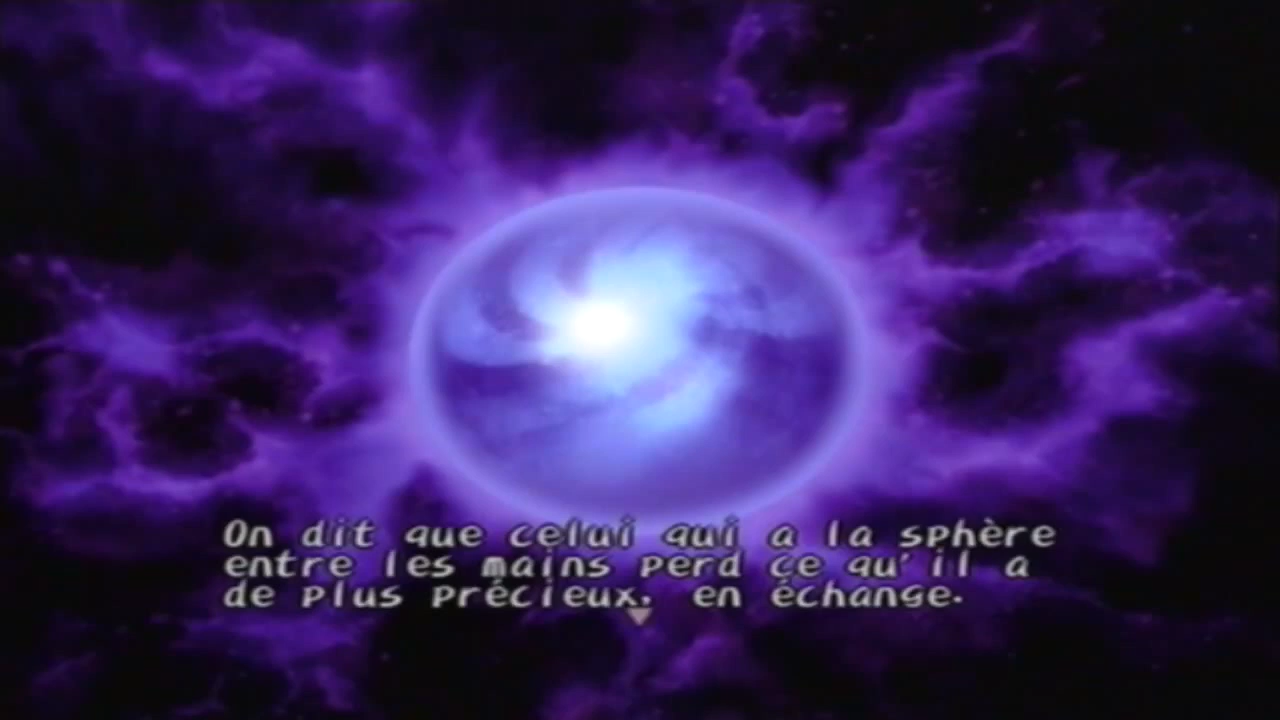 On dit que celui qui a la sphère
entre les mains perd ce qu'il a
de plus précieux, en échange.